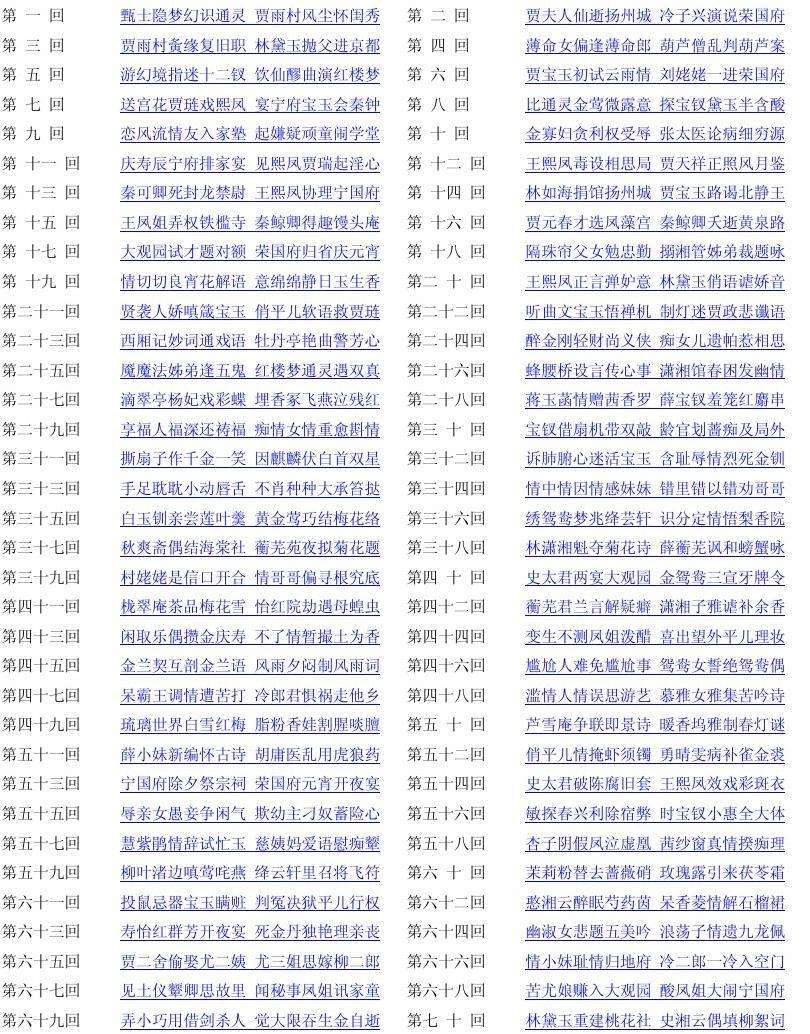 第 一 回 甄士隐梦幻识通灵 贾雨村风尘怀闺秀 第 二 回 贾夫人仙逝扬州城 冷子兴演说荣国府
第 三 回 贾雨村夤缘复旧职 林黛玉抛父进京都 第 四 回 薄命女偏逢薄命郎 葫芦僧乱判葫芦案
第 五 回 游幻境指迷十二钗 饮仙醪曲演红楼梦 第 六 回 贾宝玉初试云雨情 刘姥姥一进荣国府
第 七 回 送宫花贾琏戏熙凤 宴宁府宝玉会秦钟 第 八 回 比通灵金莺微露意 探宝钗黛玉半含酸
第 九 回 恋风流情友入家塾 起嫌疑顽童闹学堂 第 十 回 金寡妇贪利权受辱 张太医论病细穷源
第 十一 回 庆寿辰宁府排家宴 见熙凤贾瑞起淫心 第 十二 回 王熙凤毒设相思局 贾天祥正照风月鉴
第 十三 回 秦可卿死封龙禁尉 王熙凤协理宁国府 第 十四 回 林如海捐馆扬州城 贾宝玉路谒北静王
第 十五 回 王凤姐弄权铁槛寺 秦鲸卿得趣馒头庵 第 十六 回 贾元春才选凤藻宫 秦鲸卿夭逝黄泉路
第 十七 回 大观园试才题对额 荣国府归省庆元宵 第 十八 回 隔珠帘父女勉忠勤 搦湘管姊弟裁题咏
第 十九 回 情切切良宵花解语 意绵绵静日玉生香 第 二 十 回 王熙凤正言弹妒意 林黛玉俏语谑娇音
第二十一回 贤袭人娇嗔箴宝玉 俏平儿软语救贾琏 第二十二回 听曲文宝玉悟禅机 制灯迷贾政悲谶语
第二十三回 西厢记妙词通戏语 牡丹亭艳曲警芳心 第二十四回 醉金刚轻财尚义侠 痴女儿遗帕惹相思
第二十五回 魇魔法姊弟逢五鬼 红楼梦通灵遇双真 第二十六回 蜂腰桥设言传心事 潇湘馆春困发幽情
第二十七回 滴翠亭杨妃戏彩蝶 埋香冢飞燕泣残红 第二十八回 蒋玉菡情赠茜香罗 薛宝钗羞笼红麝串
第二十九回 享福人福深还祷福 痴情女情重愈斟情 第 三 十 回 宝钗借扇机带双敲 龄官划蔷痴及局外
第三十一回 撕扇子作千金一笑 因麒麟伏白首双星 第三十二回 诉肺腑心迷活宝玉 含耻辱情烈死金钏
第三十三回 手足耽耽小动唇舌 不肖种种大承笞挞 第三十四回 情中情因情感妹妹 错里错以错劝哥哥
第三十五回 白玉钏亲尝莲叶羹 黄金莺巧结梅花络 第三十六回 绣鸳鸯梦兆绛芸轩 识分定情悟梨香院
第三十七回 秋爽斋偶结海棠社 蘅芜苑夜拟菊花题 第三十八回 林潇湘魁夺菊花诗 薛蘅芜讽和螃蟹咏
第三十九回 村姥姥是信口开合 情哥哥偏寻根究底 第 四 十 回 史太君两宴大观园 金鸳鸯三宣牙牌令
第四十一回 栊翠庵茶品梅花雪 怡红院劫遇母蝗虫 第四十二回 蘅芜君兰言解疑癖 潇湘子雅谑补余香
第四十三回 闲取乐偶攒金庆寿 不了情暂撮土为香 第四十四回 变生不测凤姐泼醋 喜出望外平儿理妆
第四十五回 金兰契互剖金兰语 风雨夕闷制风雨词 第四十六回 尴尬人难免尴尬事 鸳鸯女誓绝鸳鸯偶
第四十七回 呆霸王调情遭苦打 冷郎君惧祸走他乡 第四十八回 滥情人情误思游艺 慕雅女雅集苦吟诗
第四十九回 琉璃世界白雪红梅 脂粉香娃割腥啖膻 第 五 十 回 芦雪庵争联即景诗 暖香坞雅制春灯谜
第五十一回 薛小妹新编怀古诗 胡庸医乱用虎狼药 第五十二回 俏平儿情掩虾须镯 勇晴雯病补雀金裘
第五十三回 宁国府除夕祭宗祠 荣国府元宵开夜宴 第五十四回 史太君破陈腐旧套 王熙凤效戏彩斑衣
第五十五回 辱亲女愚妾争闲气 欺幼主刁奴蓄险心 第五十六回 敏探春兴利除宿弊 时宝钗小惠全大体
第五十七回 慧紫鹃情辞试忙玉 慈姨妈爱语慰痴颦 第五十八回 杏子阴假凤泣虚凰 茜纱窗真情揆痴理
第五十九回 柳叶渚边嗔莺咤燕 绛云轩里召将飞符 第 六 十 回 茉莉粉替去蔷薇硝 玫瑰露引来茯苓霜
第六十一回 投鼠忌器宝玉瞒赃 判冤决狱平儿行权 第六十二回 憨湘云醉眠芍药茵 呆香菱情解石榴裙
第六十三回 寿怡红群芳开夜宴 死金丹独艳理亲丧 第六十四回 幽淑女悲题五美吟 浪荡子情遗九龙佩
第六十五回 贾二舍偷娶尤二姨 尤三姐思嫁柳二郎 第六十六回 情小妹耻情归地府 冷二郎一冷入空门
第六十七回 见土仪颦卿思故里 闻秘事凤姐讯家童 第六十八回 苦尤娘赚入大观园 酸凤姐大闹宁国府
第六十九回 弄小巧用借剑杀人 觉大限吞生金自逝 第 七 十 回 林黛玉重建桃花社 史湘云偶填柳絮词